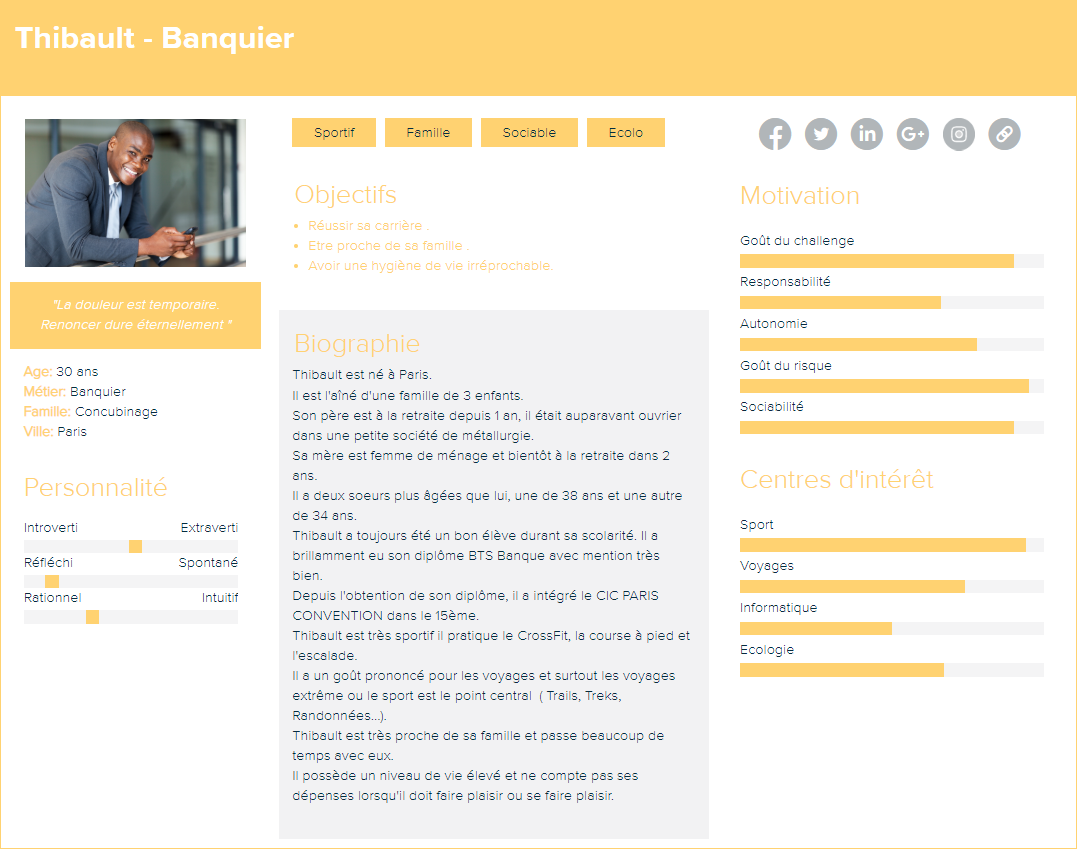 Thibault - Banquier
"La douleur est temporaire.
Renoncer dure éternellement "
Age: 30 ans
Métier: Banquier
Famille: Concubinage
Ville: Paris
Personnalité
Introverti Extraverti
Réfléchi Spontané
Rationnel Intuitif
Sportif Famille Sociable Ecolo
Objectifs
• Réussir sa carrière .
• Etre proche de sa famille .
• Avoir une hygiène de vie irréprochable.
Biographie
Thibault est né à Paris.
Il est l'aîné d'une famille de 3 enfants.
Son père est à la retraite depuis 1 an, il était auparavant ouvrier
dans une petite société de métallurgie.
Sa mère est femme de ménage et bientôt à la retraite dans 2
ans.
Il a deux soeurs plus âgées que lui, une de 38 ans et une autre
de 34 ans.
Thibault a toujours été un bon élève durant sa scolarité. Il a
brillamment eu son diplôme BTS Banque avec mention très
bien.
Depuis l'obtention de son diplôme, il a intégré le CIC PARIS
CONVENTION dans le 15ème.
Thibault est très sportif il pratique le CrossFit, la course à pied et
l'escalade.
Il a un goût prononcé pour les voyages et surtout les voyages
extrême ou le sport est le point central  ( Trails, Treks,
Randonnées...).
Thibault est très proche de sa famille et passe beaucoup de
temps avec eux.
Il possède un niveau de vie élevé et ne compte pas ses
dépenses lorsqu'il doit faire plaisir ou se faire plaisir.
f in G+
Motivation
Goût du challenge
Responsabilité
Autonomie
Goût du risque
Sociabilité
Centres d'intérêt
Sport
Voyages
Informatique
Ecologie